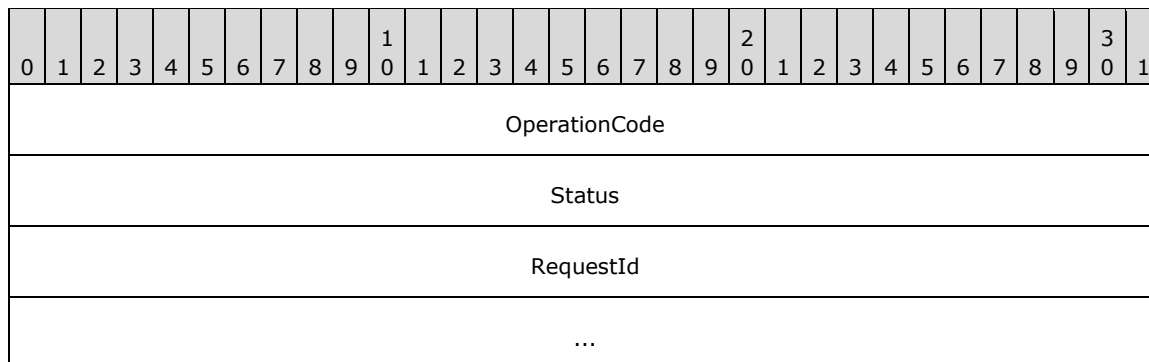 1 2 3
0 1 2 3 4 5 6 7 8 9 0 1 2 3 4 5 6 7 8 9 0 1 2 3 4 5 6 7 8 9 0 1
OperationCode
Status
RequestId
...